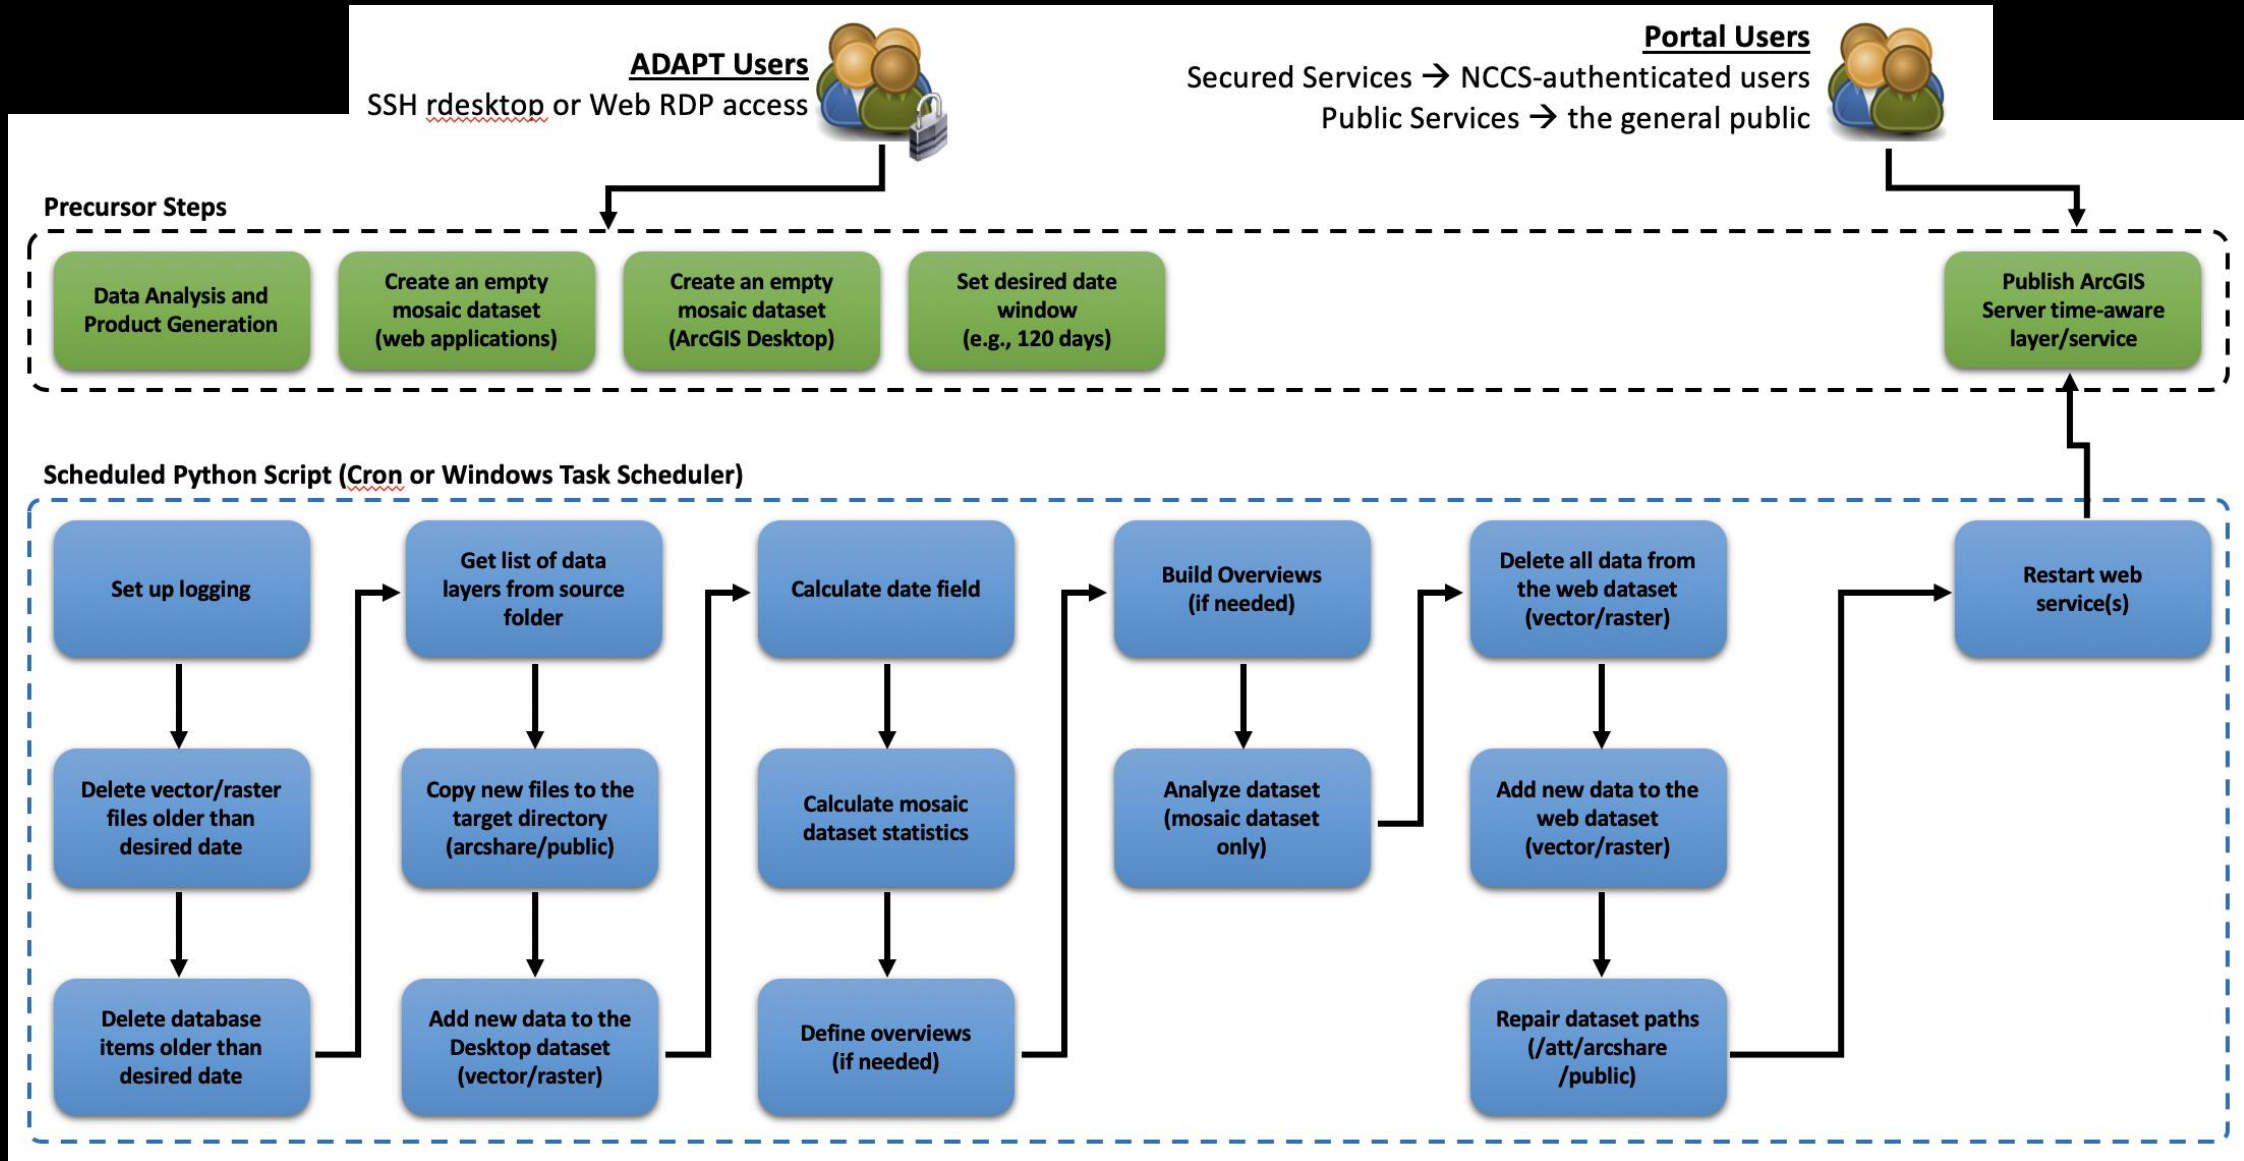 ADAPT Users
SSH rdesktop or Web RDP access
Portal Users
Secured Services → NCCS-authenticated users
Public Services → the general public
Precursor Steps
Data Analysis and
Product Generation
Create an empty
mosaic dataset
(web applications)
Create an empty
mosaic dataset
(ArcGIS Desktop)
Set desired date
window
(e.g., 120 days)
Publish ArcGIS
Server time-aware
layer/service
Scheduled Python Script (Cron or Windows Task Scheduler)
Set up logging
Delete vector/raster
files older than
desired date
Delete database
items older than
desired date
Get list of data
layers from source
folder
Copy new files to the
target directory
(arcshare/public)
Add new data to the
Desktop dataset
(vector/raster)
Calculate date field
Calculate mosaic
dataset statistics
Define overviews
(if needed)
Build Overviews
(if needed)
Analyze dataset
(mosaic dataset
only)
Delete all data from
the web dataset
(vector/raster)
Add new data to the
web dataset
(vector/raster)
Repair dataset paths
(/att/arcshare
/public)
Restart web
service(s)